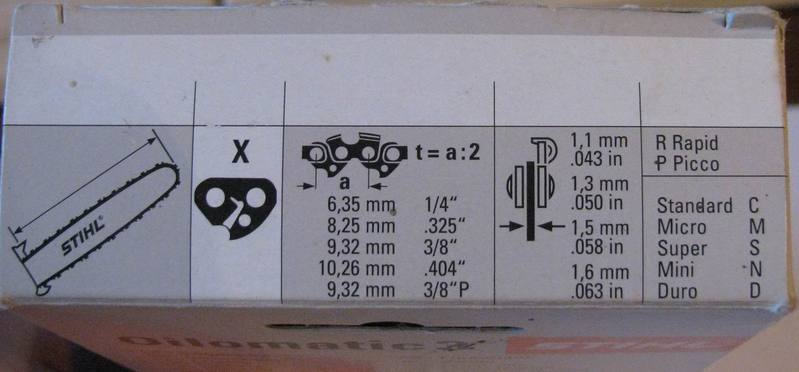 STIHL®
X
t = a:2
a
6,35 mm 1/4“
8,25 mm .325“
9,32 mm 3/8“
10,26 mm .404“
9,32 mm 3/8“P
1,1 mm
.043 in
1,3 mm
.050 in
1,5 mm
.058 in
1,6 mm
.063 in
R Rapid
P Picco
Standard C
Micro M
Super S
Mini N
Duro D
Oilomatic
STIHL